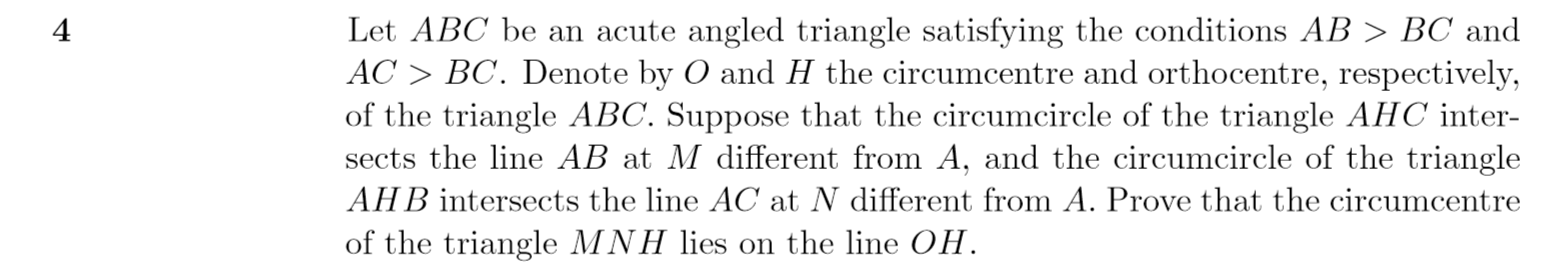 4 Let ABC be an acute angled triangle satisfying the conditions AB > BC and
AC > BC. Denote by O and H the circumcentre and orthocentre, respectively,
of the triangle ABC. Suppose that the circumcircle of the triangle AHC inter-
sects the line AB at M different from A, and the circumcircle of the triangle
AHB intersects the line AC at N different from A. Prove that the circumcentre
of the triangle MNH lies on the line OH.